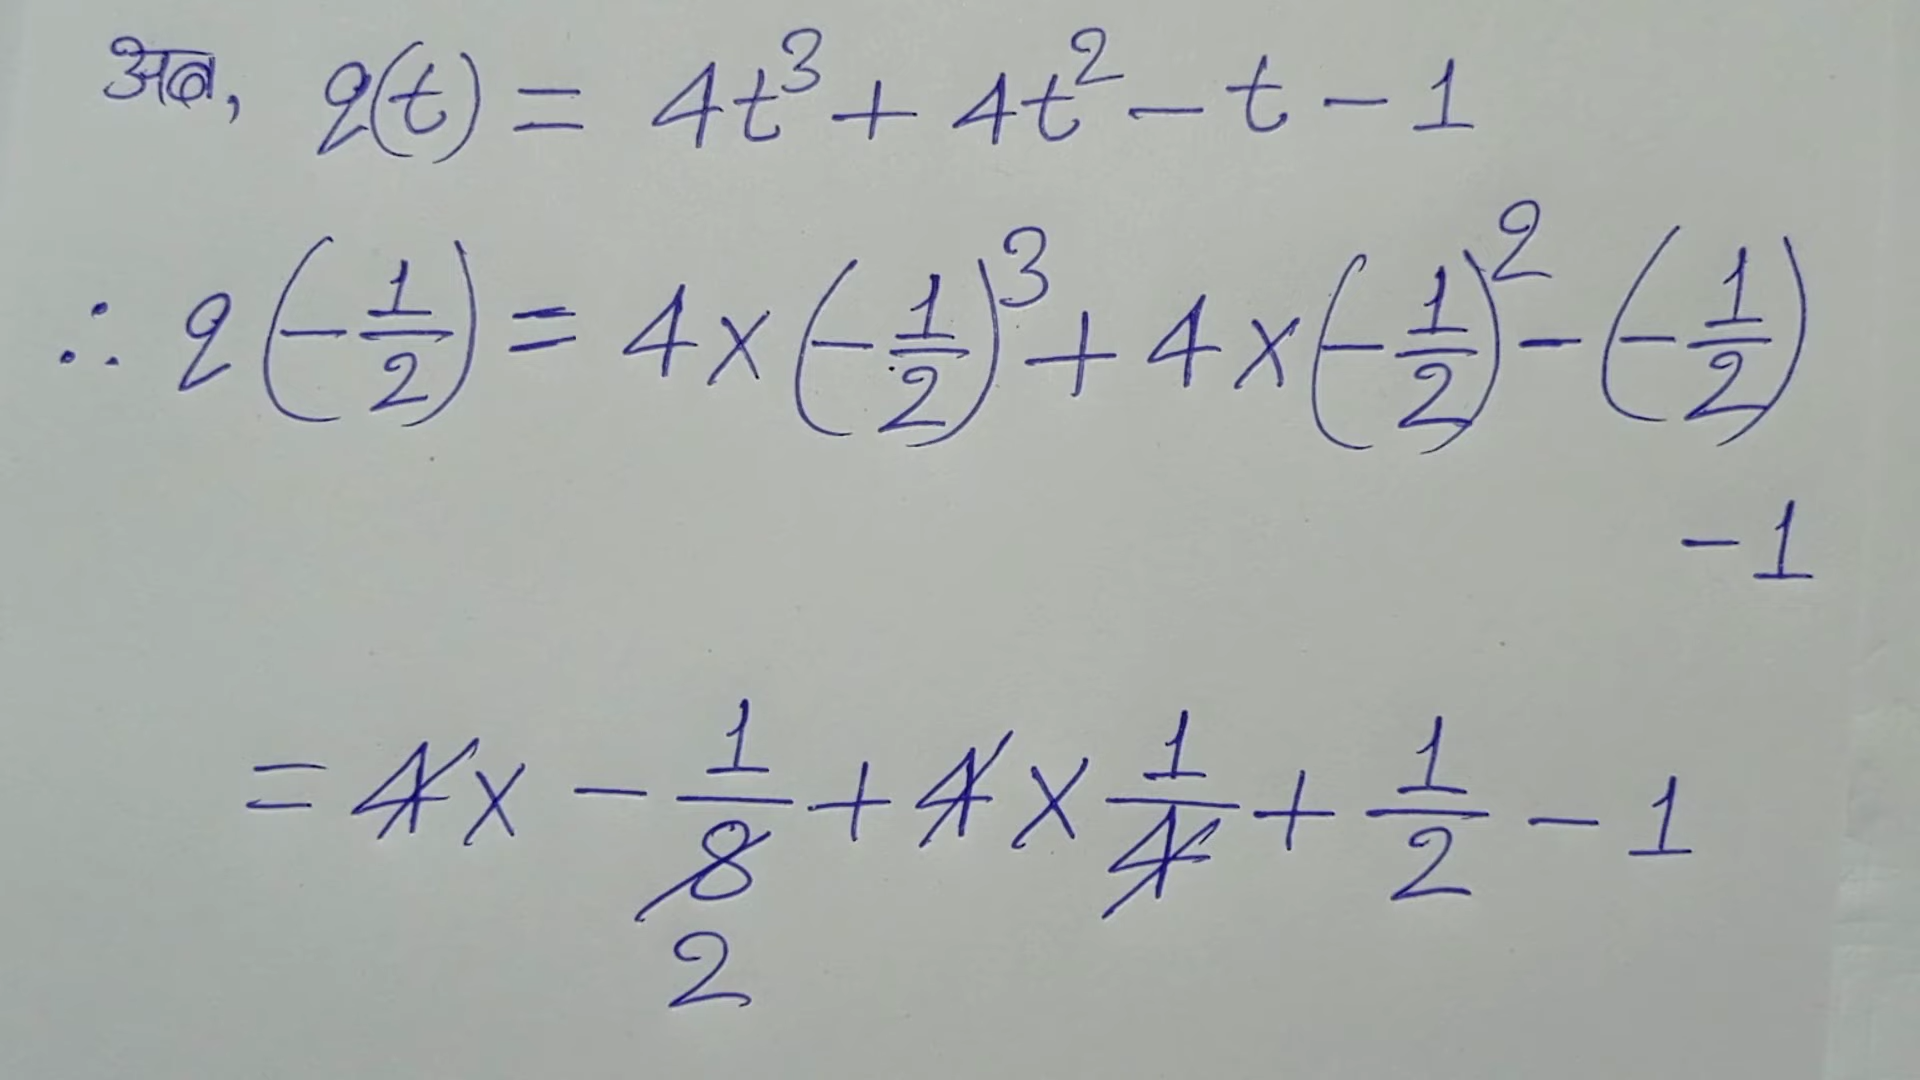 अब, q(t) = 4t³ + 4t² − t − 1
∴ q(−1/2) = 4 × (−1/2)³ + 4 × (−1/2)² − (−1/2)
− 1
= 4 × − 1/8 + 4 × 1/4 + 1/2 − 1
2